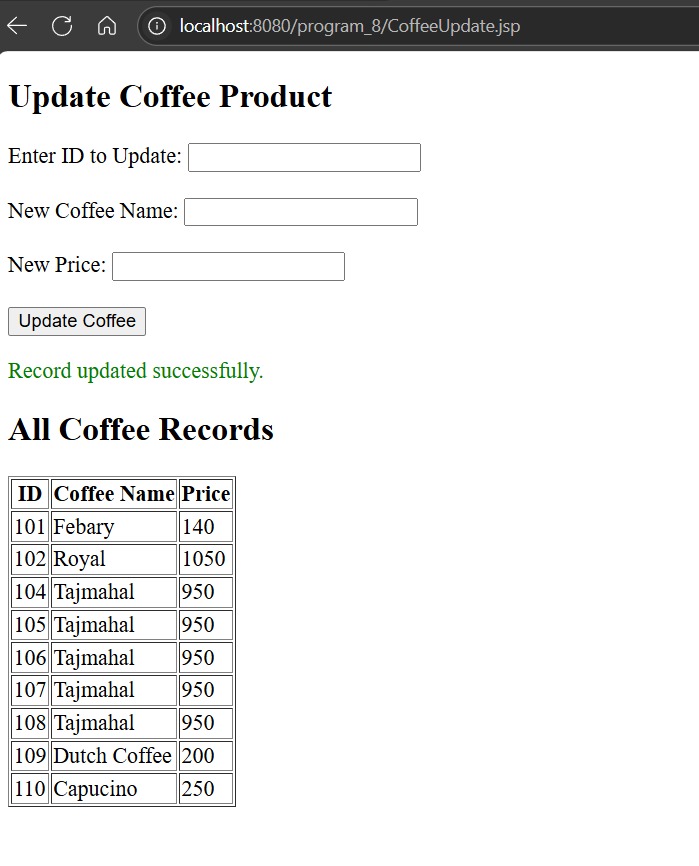 localhost:8080/program_8/CoffeeUpdate.jsp
Update Coffee Product
Enter ID to Update:
New Coffee Name:
New Price:
Update Coffee
Record updated successfully.
All Coffee Records
ID Coffee Name Price
101 Febary 140
102 Royal 1050
104 Tajmahal 950
105 Tajmahal 950
106 Tajmahal 950
107 Tajmahal 950
108 Tajmahal 950
109 Dutch Coffee 200
110 Capucino 250